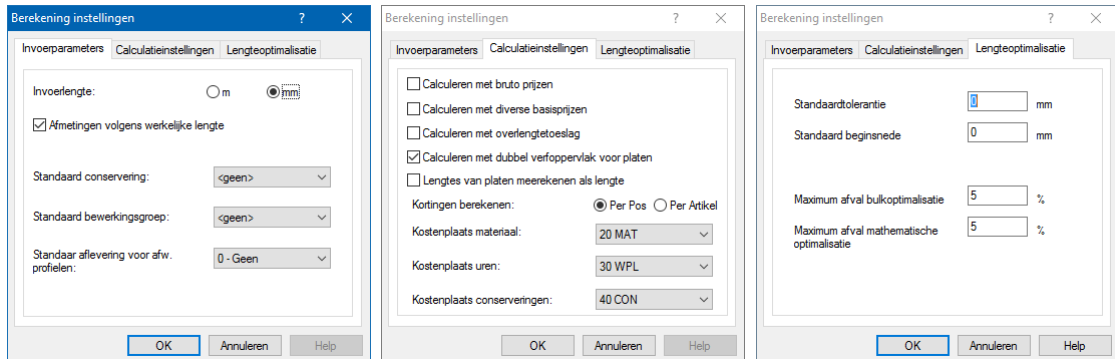 Berekening instellingen ? ×
Invoerparameters Calculatieinstellingen Lengteoptimalisatie
Invoerlengte: m mm
Afmetingen volgens werkelijke lengte
Standaard conservering: <geen>
Standaard bewerkingsgroep: <geen>
Standaar aflevering voor afw. profielen: 0 - Geen
OK Annuleren Help
Berekening instellingen ? ×
Invoerparameters Calculatieinstellingen Lengteoptimalisatie
Calculeren met bruto prijzen
Calculeren met diverse basisprijzen
Calculeren met overlengtetoeslag
Calculeren met dubbel verfoppervlak voor platen
Lengtes van platen meerekenen als lengte
Kortingen berekenen: Per Pos Per Artikel
Kostenplaats materiaal: 20 MAT
Kostenplaats uren: 30 WPL
Kostenplaats conserveringen: 40 CON
OK Annuleren Help
Berekening instellingen ? ×
Invoerparameters Calculatieinstellingen Lengteoptimalisatie
Standaardtolerantie 0 mm
Standaard beginsnede 0 mm
Maximum afval bulkoptimalisatie 5 %
Maximum afval mathematische optimalisatie 5 %
OK Annuleren Help